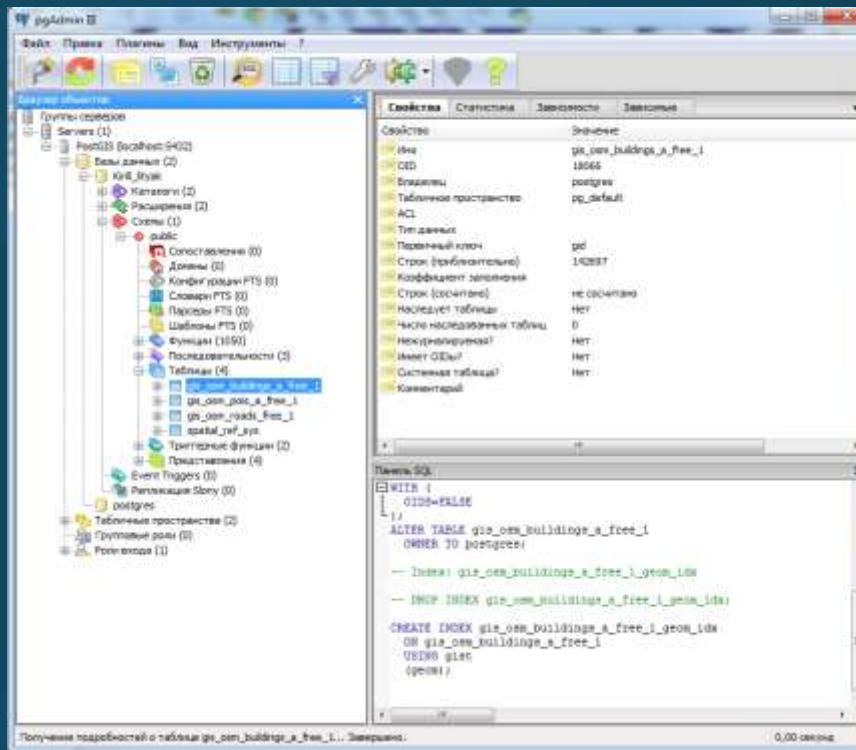 pgAdmin III
Файл Правка Плагины Вид Инструменты ?
Браузер объектов
Группы серверов
Servers (1)
PostGIS (localhost:5432)
Базы данных (2)
Kirill_
Каталоги (2)
Расширения (2)
Схемы (1)
public
Сопоставления (0)
Домены (0)
Конфигурации FTS (0)
Словари FTS (0)
Парсеры FTS (0)
Шаблоны FTS (0)
Функции (1050)
Последовательности (3)
Таблицы (4)
gis_osm_buildings_a_free_1
gis_osm_pois_a_free_1
gis_osm_roads_free_1
spatial_ref_sys
Триггерные функции (2)
Представления (4)
Event Triggers (0)
Репликация Slony (0)
postgres
Табличные пространства (2)
Групповые роли (0)
Роли входа (1)
Свойства Статистика Зависимости Зависимые
Свойство Значение
Имя gis_osm_buildings_a_free_1
OID 18066
Владелец postgres
Табличное пространство pg_default
ACL
Тип данных
Первичный ключ gid
Строк (приблизительно) 142697
Коэффициент заполнения
Строк (сосчитано) не сосчитано
Наследует таблицы Нет
Число наследованных таблиц 0
Нежурналируемая? Нет
Имеет OIDы? Нет
Системная таблица? Нет
Комментарий
Панель SQL
WITH (
OIDS=FALSE
);
ALTER TABLE gis_osm_buildings_a_free_1
OWNER TO postgres;
-- Index: gis_osm_buildings_a_free_1_geom_idx
-- DROP INDEX gis_osm_buildings_a_free_1_geom_idx;
CREATE INDEX gis_osm_buildings_a_free_1_geom_idx
ON gis_osm_buildings_a_free_1
USING gist
(geom);
Получение подробностей о таблице gis_osm_buildings_a_free_1... Завершено.
0,00 секунд